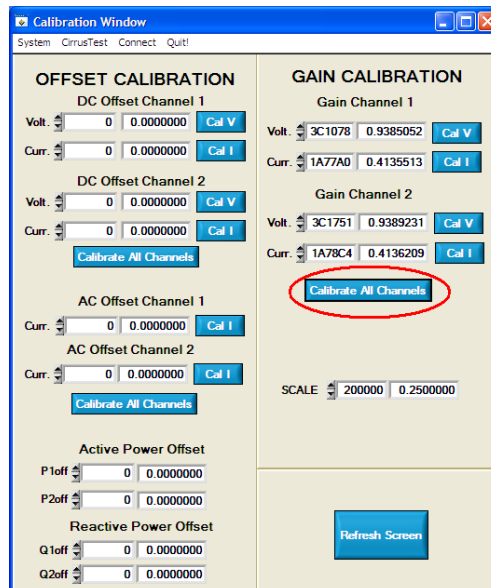 Calibration Window
System CirrusTest Connect Quit!
OFFSET CALIBRATION
DC Offset Channel 1
Volt. 0 0.0000000 Cal V
Curr. 0 0.0000000 Cal I
DC Offset Channel 2
Volt. 0 0.0000000 Cal V
Curr. 0 0.0000000 Cal I
Calibrate All Channels
AC Offset Channel 1
Curr. 0 0.0000000 Cal I
AC Offset Channel 2
Curr. 0 0.0000000 Cal I
Calibrate All Channels
Active Power Offset
P1off 0 0.0000000
P2off 0 0.0000000
Reactive Power Offset
Q1off 0 0.0000000
Q2off 0 0.0000000
GAIN CALIBRATION
Gain Channel 1
Volt. 3C1078 0.9385052 Cal V
Curr. 1A77A0 0.4135513 Cal I
Gain Channel 2
Volt. 3C1751 0.9389231 Cal V
Curr. 1A78C4 0.4136209 Cal I
Calibrate All Channels
SCALE 200000 0.2500000
Refresh Screen